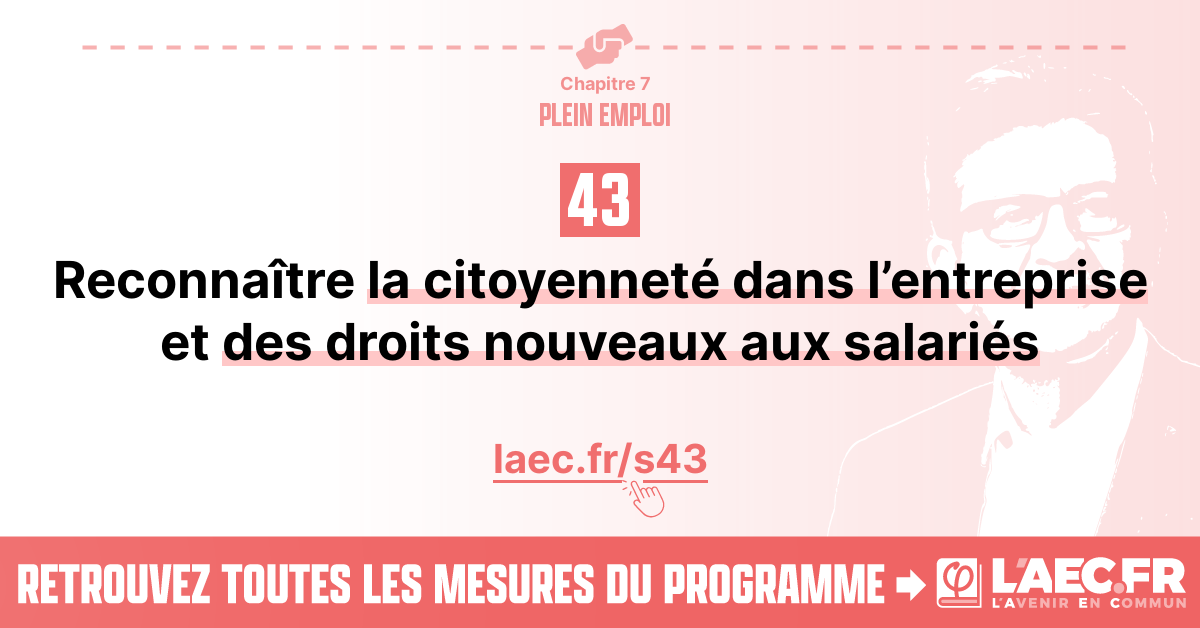 Chapitre 7
PLEIN EMPLOI
43
Reconnaître la citoyenneté dans l’entreprise
et des droits nouveaux aux salariés
laec.fr/s43
RETROUVEZ TOUTES LES MESURES DU PROGRAMME
φ
L'AEC.FR
L'AVENIR EN COMMUN